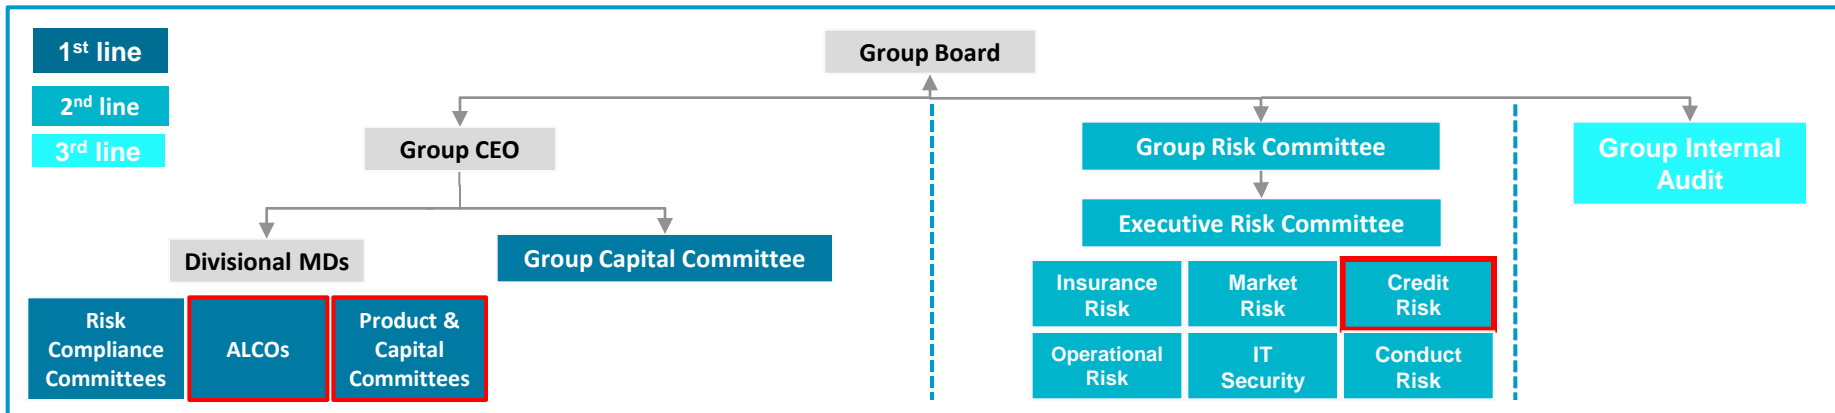 1st line
2nd line
3rd line
Group Board
Group CEO
Group Risk Committee
Group Internal
Audit
Executive Risk Committee
Divisional MDs
Group Capital Committee
Risk
Compliance
Committees
ALCOs
Product &
Capital
Committees
Insurance
Risk
Market
Risk
Credit
Risk
Operational
Risk
IT
Security
Conduct
Risk